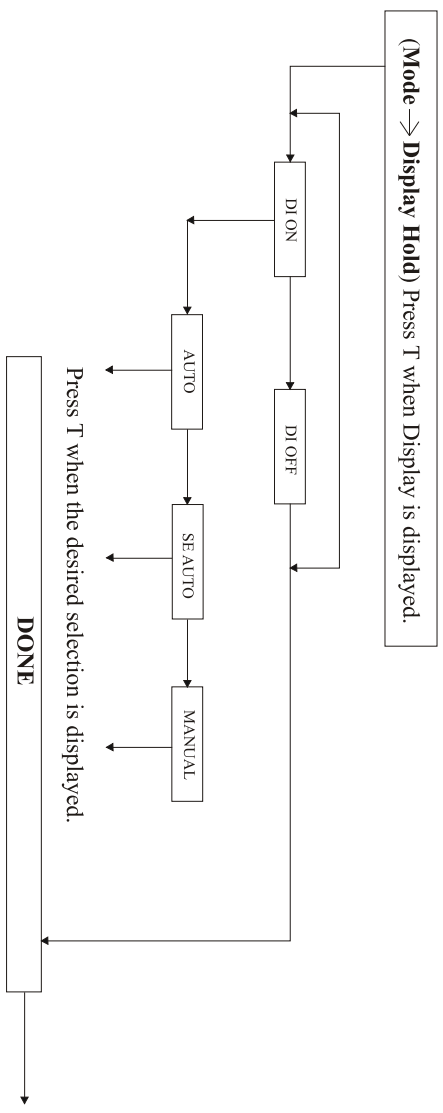 (Mode → Display Hold) Press T when Display is displayed.
DI ON
DI OFF
AUTO
SE AUTO
MANUAL
Press T when the desired selection is displayed.
DONE